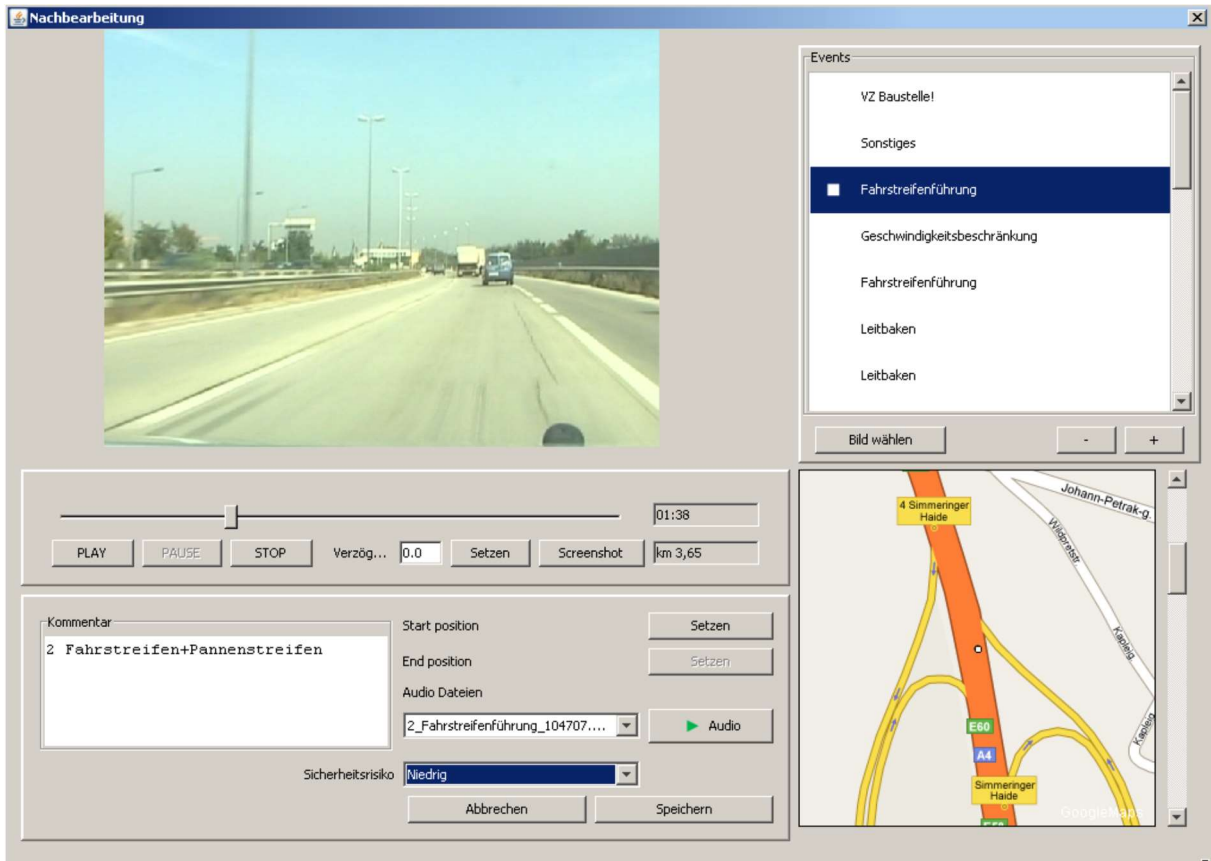 Nachbearbeitung
Events
VZ Baustelle!
Sonstiges
Fahrstreifenführung
Geschwindigkeitsbeschränkung
Fahrstreifenführung
Leitbaken
Leitbaken
Bild wählen
-
+
01:38
PLAY
PAUSE
STOP
Verzög...
0.0
Setzen
Screenshot
km 3,65
Kommentar
2 Fahrstreifen+Pannenstreifen
Start position
Setzen
End position
Setzen
Audio Dateien
2_Fahrstreifenführung_104707....
Audio
Sicherheitsrisiko
Niedrig
Abbrechen
Speichern
4 Simmeringer
Haide
Johann-Petrak-g.
Wildpretstr
Kapleig
Kapleig
E60
A4
Simmeringer
Haide
GoogleMaps